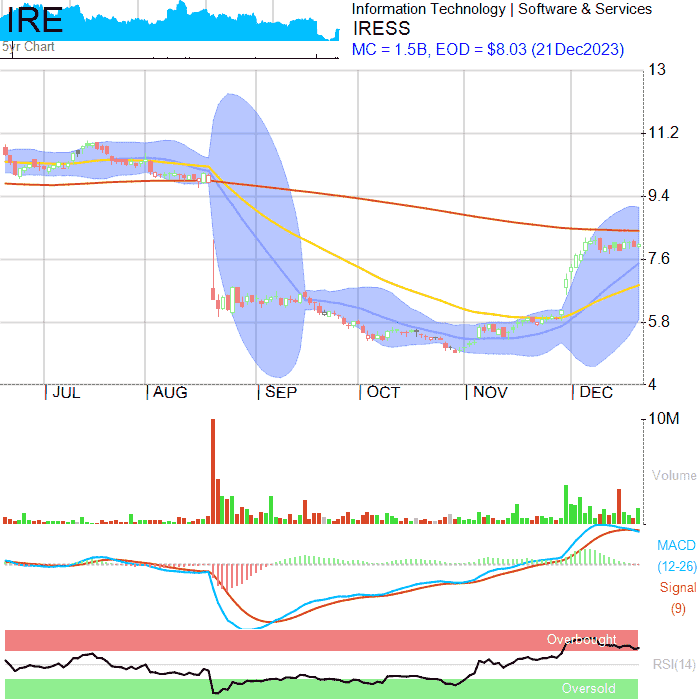 IRE
5yr Chart
Information Technology | Software & Services
IRESS
MC = 1.5B, EOD = $8.03 (21Dec2023)
13
11.2
9.4
7.6
5.8
4
JUL
AUG
SEP
OCT
NOV
DEC
10M
Volume
MACD
(12-26)
Signal
(9)
Overbought
RSI(14)
Oversold